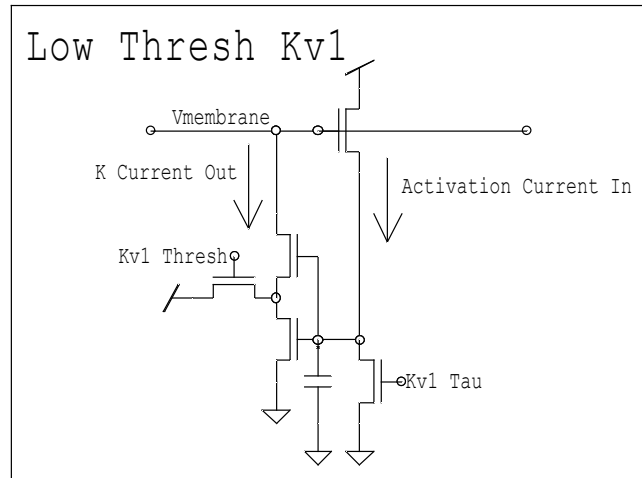 Low Thresh Kv1
Vmembrane
K Current Out
Activation Current In
Kv1 Thresh
Kv1 Tau